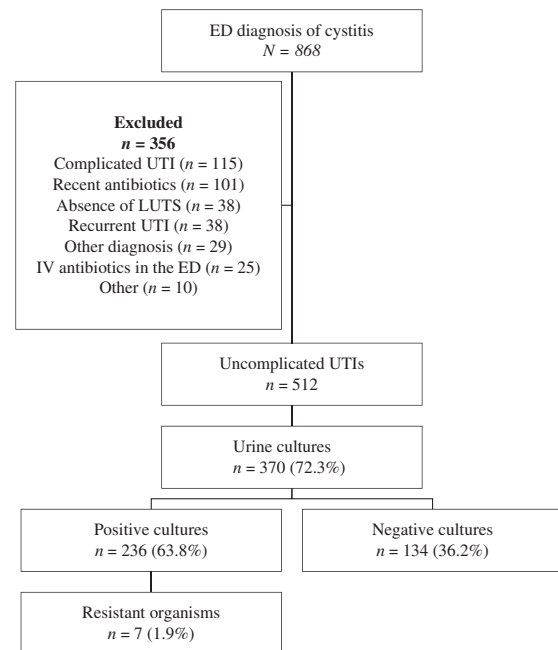 ED diagnosis of cystitis
N = 868
Excluded
n = 356
Complicated UTI (n = 115)
Recent antibiotics (n = 101)
Absence of LUTS (n = 38)
Recurrent UTI (n = 38)
Other diagnosis (n = 29)
IV antibiotics in the ED (n = 25)
Other (n = 10)
Uncomplicated UTIs
n = 512
Urine cultures
n = 370 (72.3%)
Positive cultures
n = 236 (63.8%)
Negative cultures
n = 134 (36.2%)
Resistant organisms
n = 7 (1.9%)